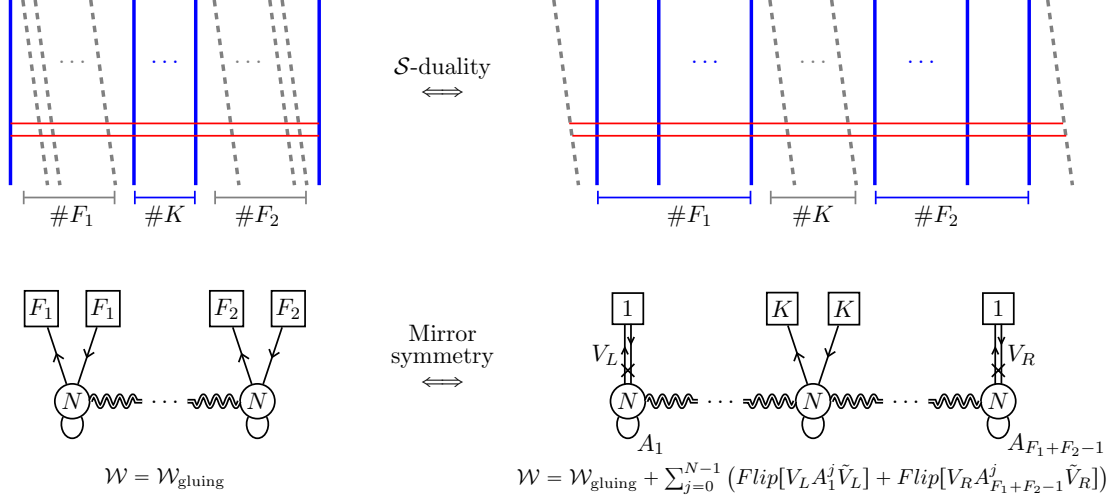 ··· ··· ···
#F₁ #K #F₂
𝒮-duality
⟺
··· ··· ···
#F₁ #K #F₂
F₁ F₁ F₂ F₂
N ··· N
𝒲 = 𝒲_gluing
Mirror
symmetry
⟺
1 K K 1
V_L V_R
N ··· N ··· N
A₁ A_{F₁+F₂−1}
𝒲 = 𝒲_gluing + ∑_{j=0}^{N−1} (Flip[V_L A_1^j Ṽ_L] + Flip[V_R A^j_{F₁+F₂−1} Ṽ_R])